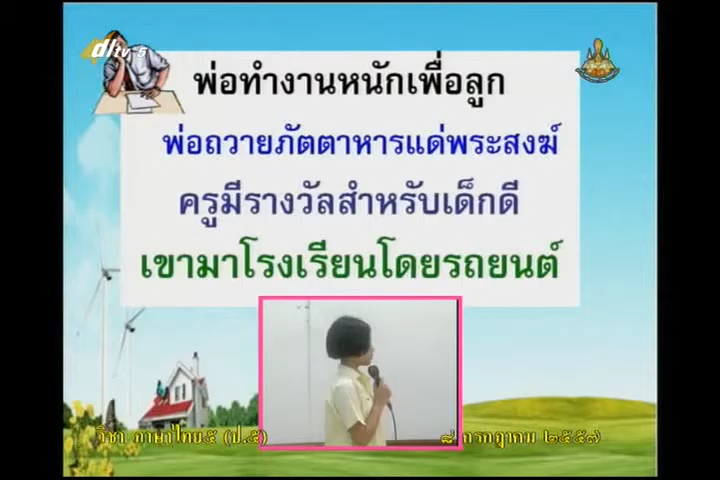 dltv 5
พ่อทำงานหนักเพื่อลูก
พ่อถวายภัตตาหารแด่พระสงฆ์
ครูมีรางวัลสำหรับเด็กดี
เขามาโรงเรียนโดยรถยนต์
วิชา ภาษาไทย๕ (ป.๕)
๘ กรกฎาคม ๒๕๕๗